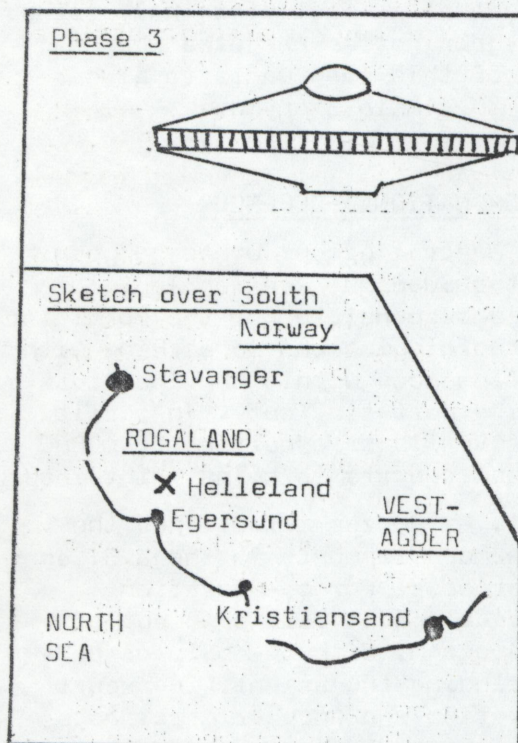 Phase 3
Sketch over South
Norway
Stavanger
ROGALAND
Helleland
Egersund
VEST-
AGDER
Kristiansand
NORTH
SEA